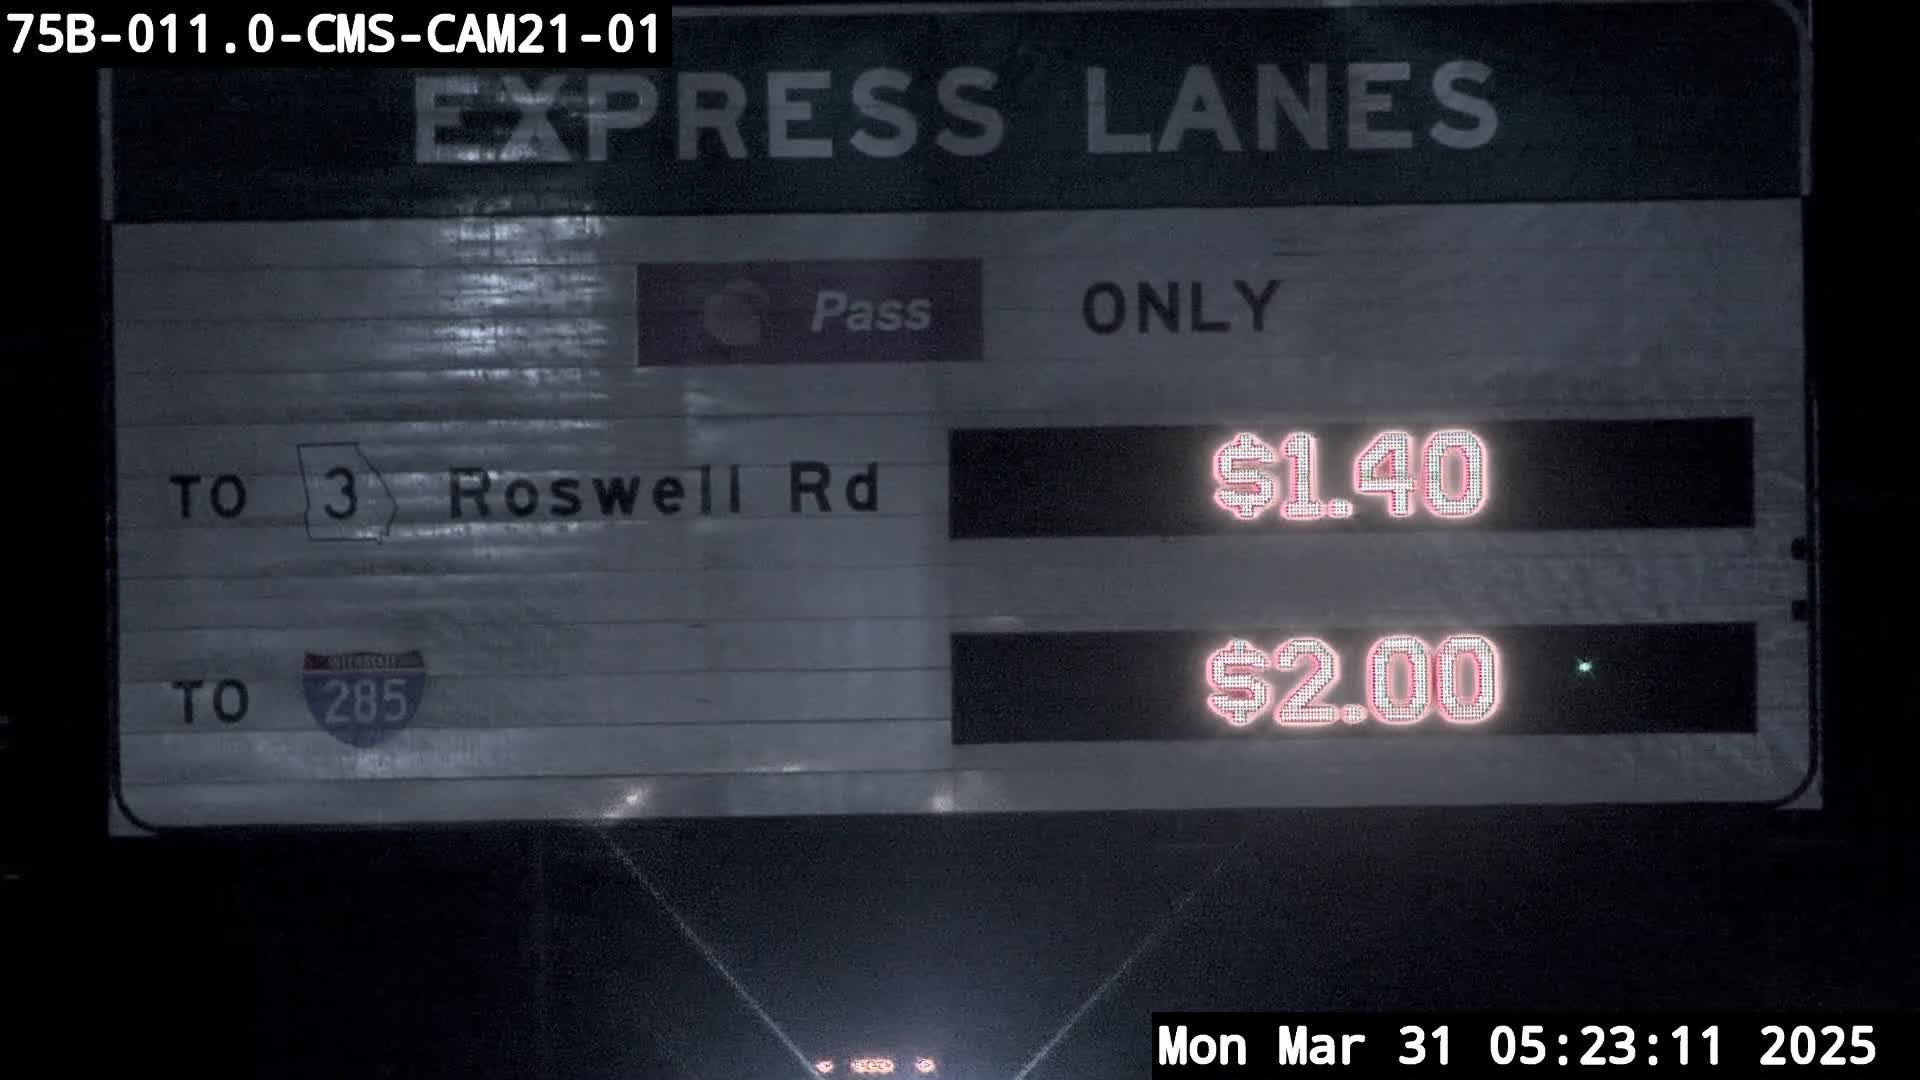 75B-011.0-CMS-CAM21-01
EXPRESS LANES
Pass ONLY
TO 3 Roswell Rd $1.40
TO INTERSTATE 285 $2.00
Mon Mar 31 05:23:11 2025